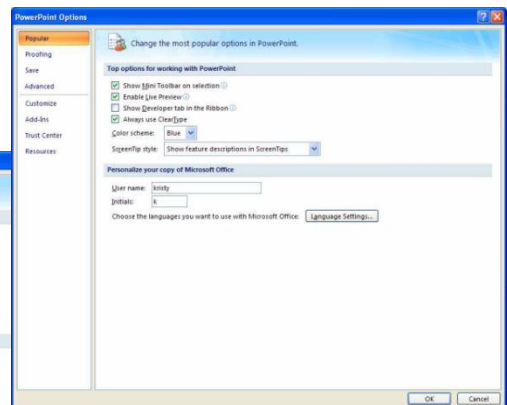 PowerPoint Options
Popular
Proofing
Save
Advanced
Customize
Add-Ins
Trust Center
Resources
Change the most popular options in PowerPoint.
Top options for working with PowerPoint
Show Mini Toolbar on selection
Enable Live Preview
Show Developer tab in the Ribbon
Always use ClearType
Color scheme: Blue
ScreenTip style: Show feature descriptions in ScreenTips
Personalize your copy of Microsoft Office
User name: kristy
Initials: k
Choose the languages you want to use with Microsoft Office: Language Settings...
OK Cancel